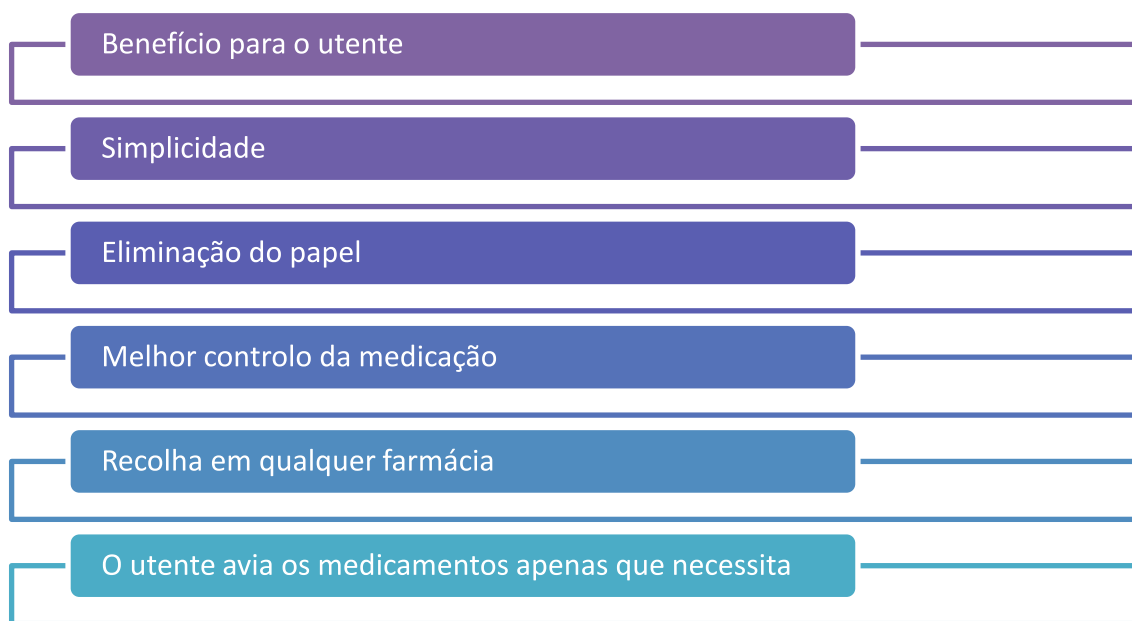 Benefício para o utente
Simplicidade
Eliminação do papel
Melhor controlo da medicação
Recolha em qualquer farmácia
O utente avia os medicamentos apenas que necessita